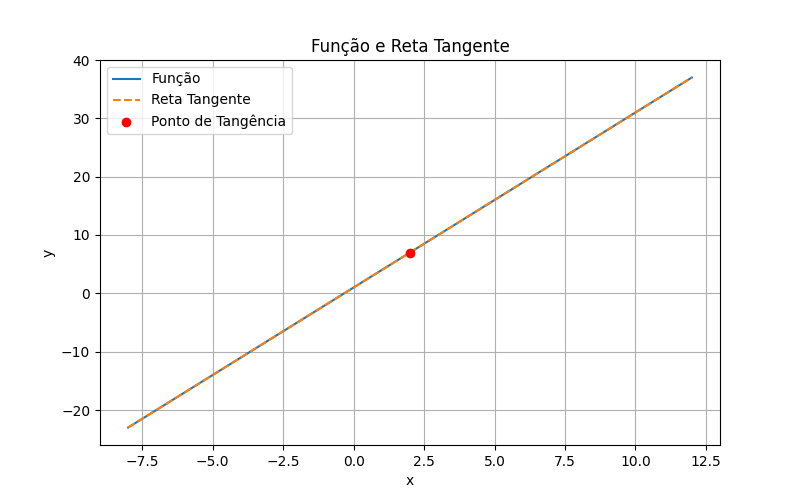 Função e Reta Tangente
Função
Reta Tangente
Ponto de Tangência
y
40
30
20
10
0
−10
−20
−7.5
−5.0
−2.5
0.0
2.5
5.0
7.5
10.0
12.5
x